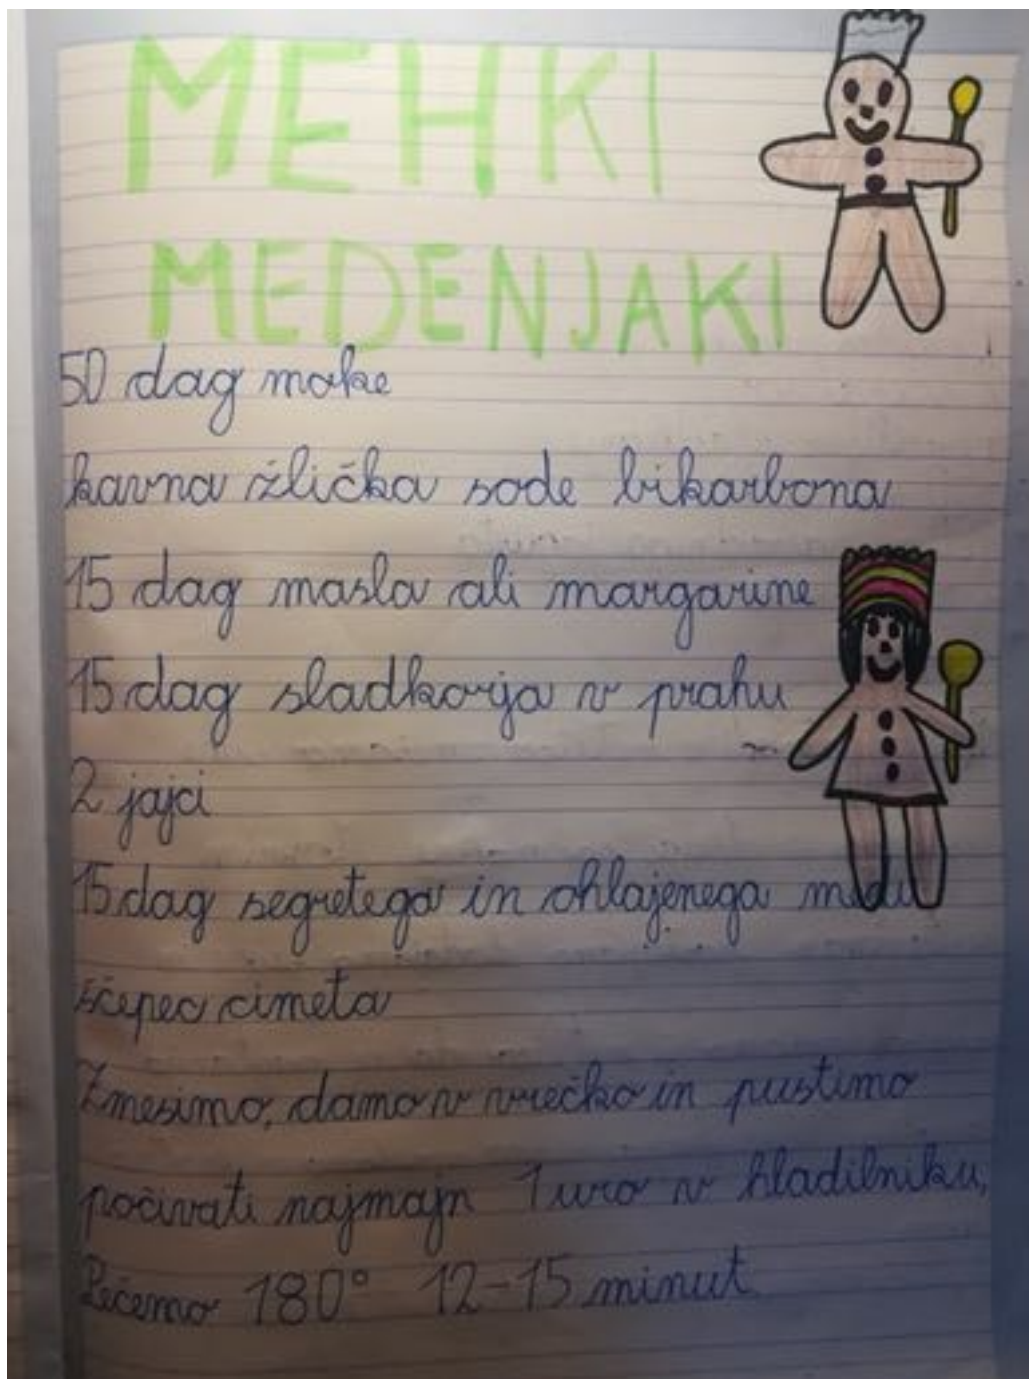 MEHKI
MEDENJAKI
50 dag moke
kavna žlička sode bikarbona
15 dag masla ali margarine
15 dag sladkorja v prahu
2 jajci
15 dag segretega in ohlajenega medu
ščepec cimeta
Zmesimo, damo v vrečko in pustimo
počivati najmajn 1 uro v hladilniku,
Pečemo 180° 12-15 minut